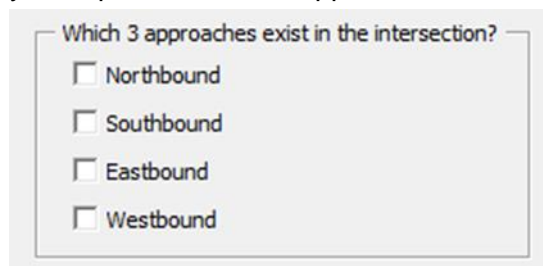 Which 3 approaches exist in the intersection?
Northbound
Southbound
Eastbound
Westbound